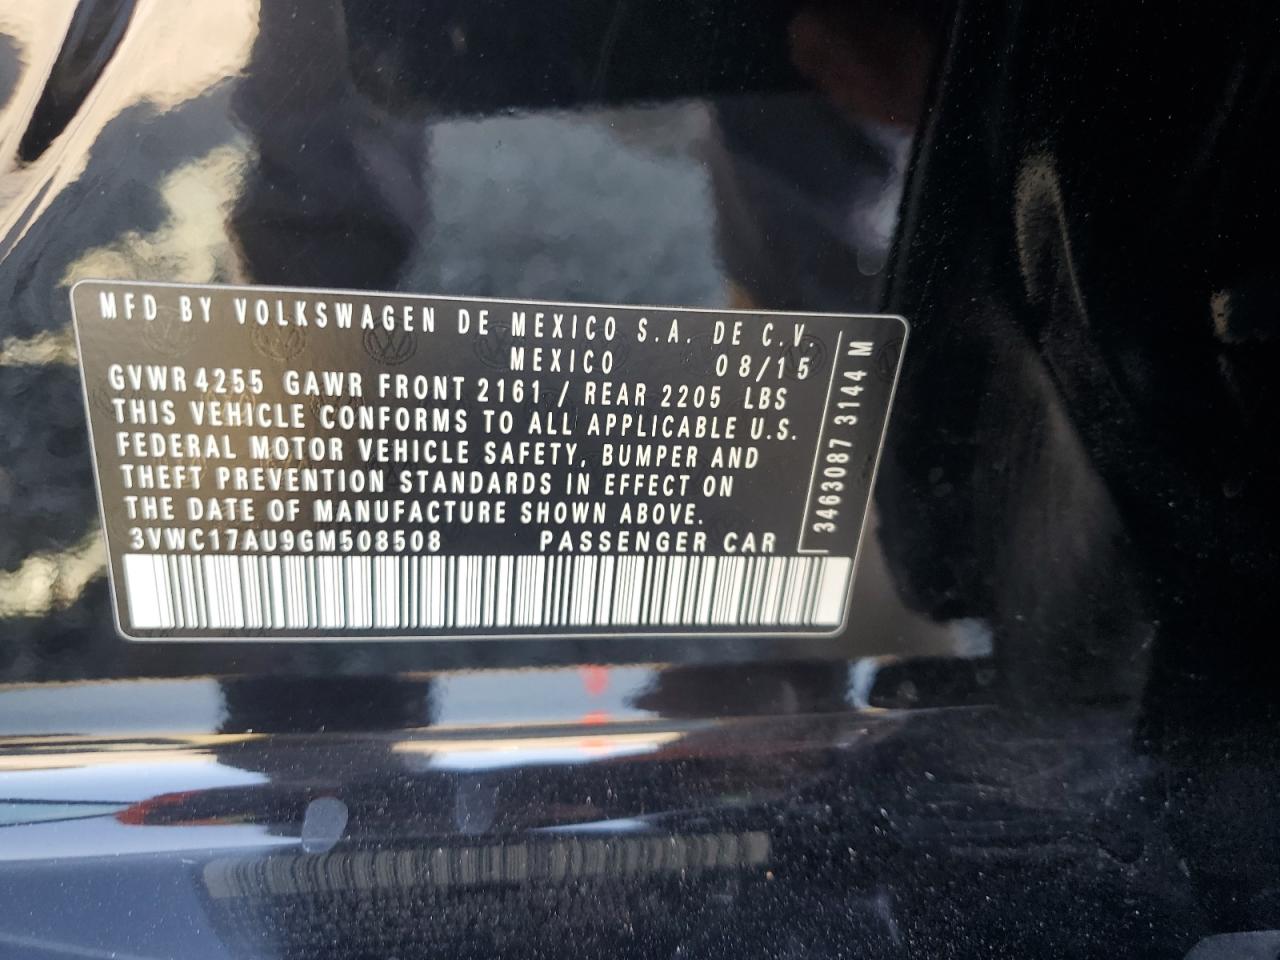 MFD BY VOLKSWAGEN DE MEXICO S.A. DE C.V.
MEXICO 08/15
GVWR 4255 GAWR FRONT 2161 / REAR 2205 LBS
THIS VEHICLE CONFORMS TO ALL APPLICABLE U.S.
FEDERAL MOTOR VEHICLE SAFETY, BUMPER AND
THEFT PREVENTION STANDARDS IN EFFECT ON
THE DATE OF MANUFACTURE SHOWN ABOVE.
3VWC17AU9GM508508 PASSENGER CAR
3463087 3144 M